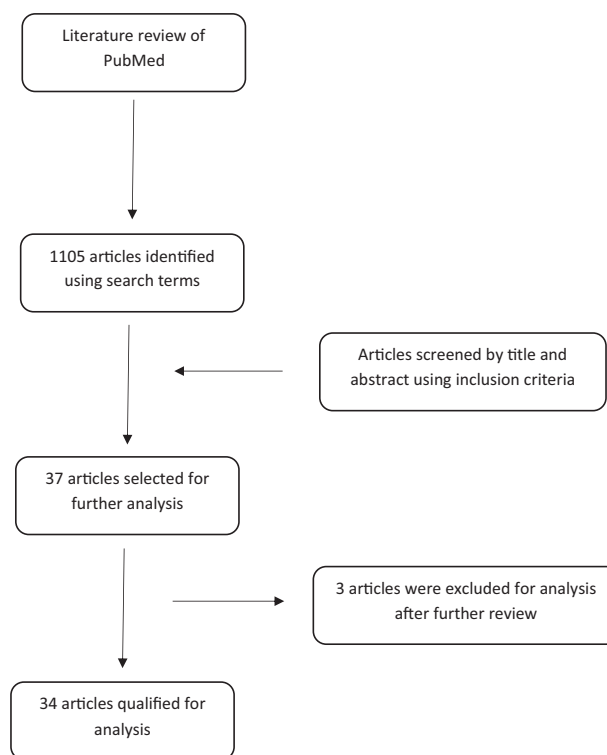 Literature review of
PubMed
1105 articles identified
using search terms
Articles screened by title and
abstract using inclusion criteria
37 articles selected for
further analysis
3 articles were excluded for analysis
after further review
34 articles qualified for
analysis